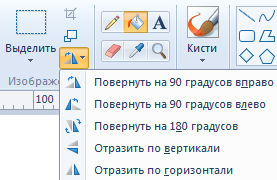 Выделить
A
Кисти
Изображе
100
Повернуть на 90 градусов вправо
Повернуть на 90 градусов влево
Повернуть на 180 градусов
Отразить по вертикали
Отразить по горизонтали